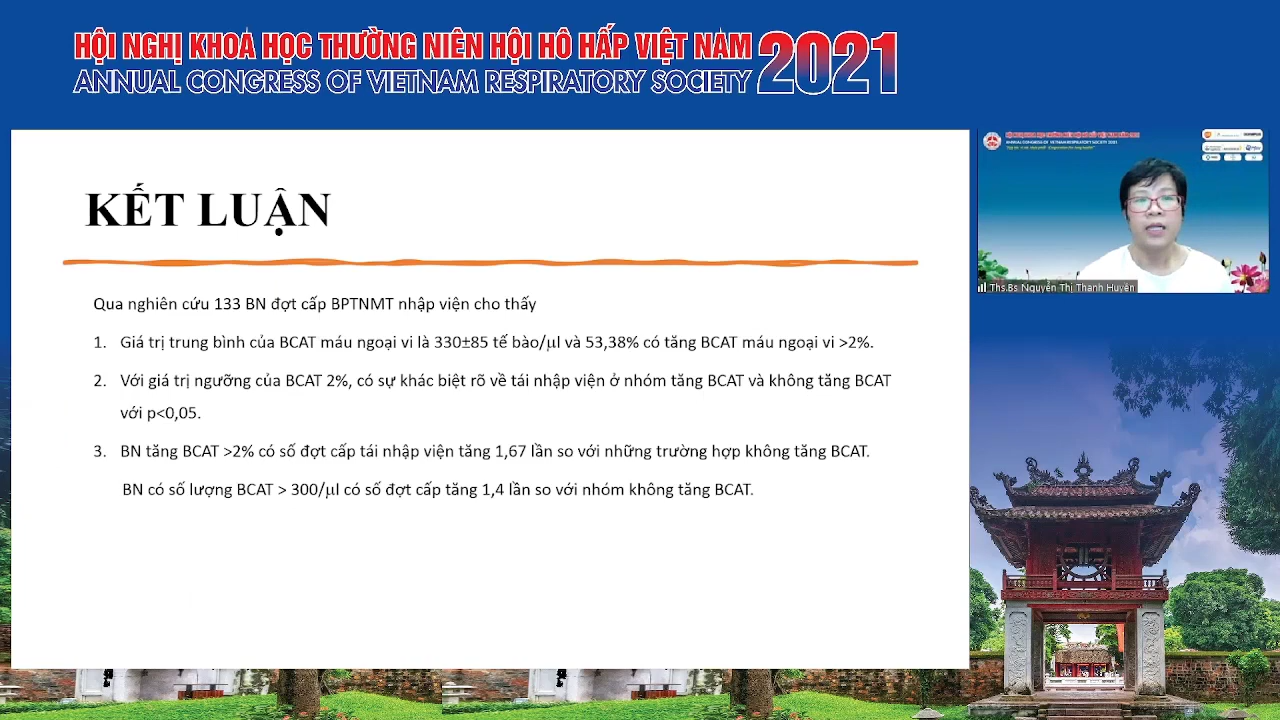 HỘI NGHỊ KHOA HỌC THƯỜNG NIÊN HỘI HÔ HẤP VIỆT NAM 2021
ANNUAL CONGRESS OF VIETNAM RESPIRATORY SOCIETY
KẾT LUẬN
Qua nghiên cứu 133 BN đợt cấp BPTNMT nhập viện cho thấy
1. Giá trị trung bình của BCAT máu ngoại vi là 330±85 tế bào/µl và 53,38% có tăng BCAT máu ngoại vi >2%.
2. Với giá trị ngưỡng của BCAT 2%, có sự khác biệt rõ về tái nhập viện ở nhóm tăng BCAT và không tăng BCAT
với p<0,05.
3. BN tăng BCAT >2% có số đợt cấp tái nhập viện tăng 1,67 lần so với những trường hợp không tăng BCAT.
BN có số lượng BCAT > 300/µl có số đợt cấp tăng 1,4 lần so với nhóm không tăng BCAT.
ANNUAL CONGRESS OF VIETNAM RESPIRATORY SOCIETY 2021
Ths.Bs Nguyễn Thị Thanh Huyền